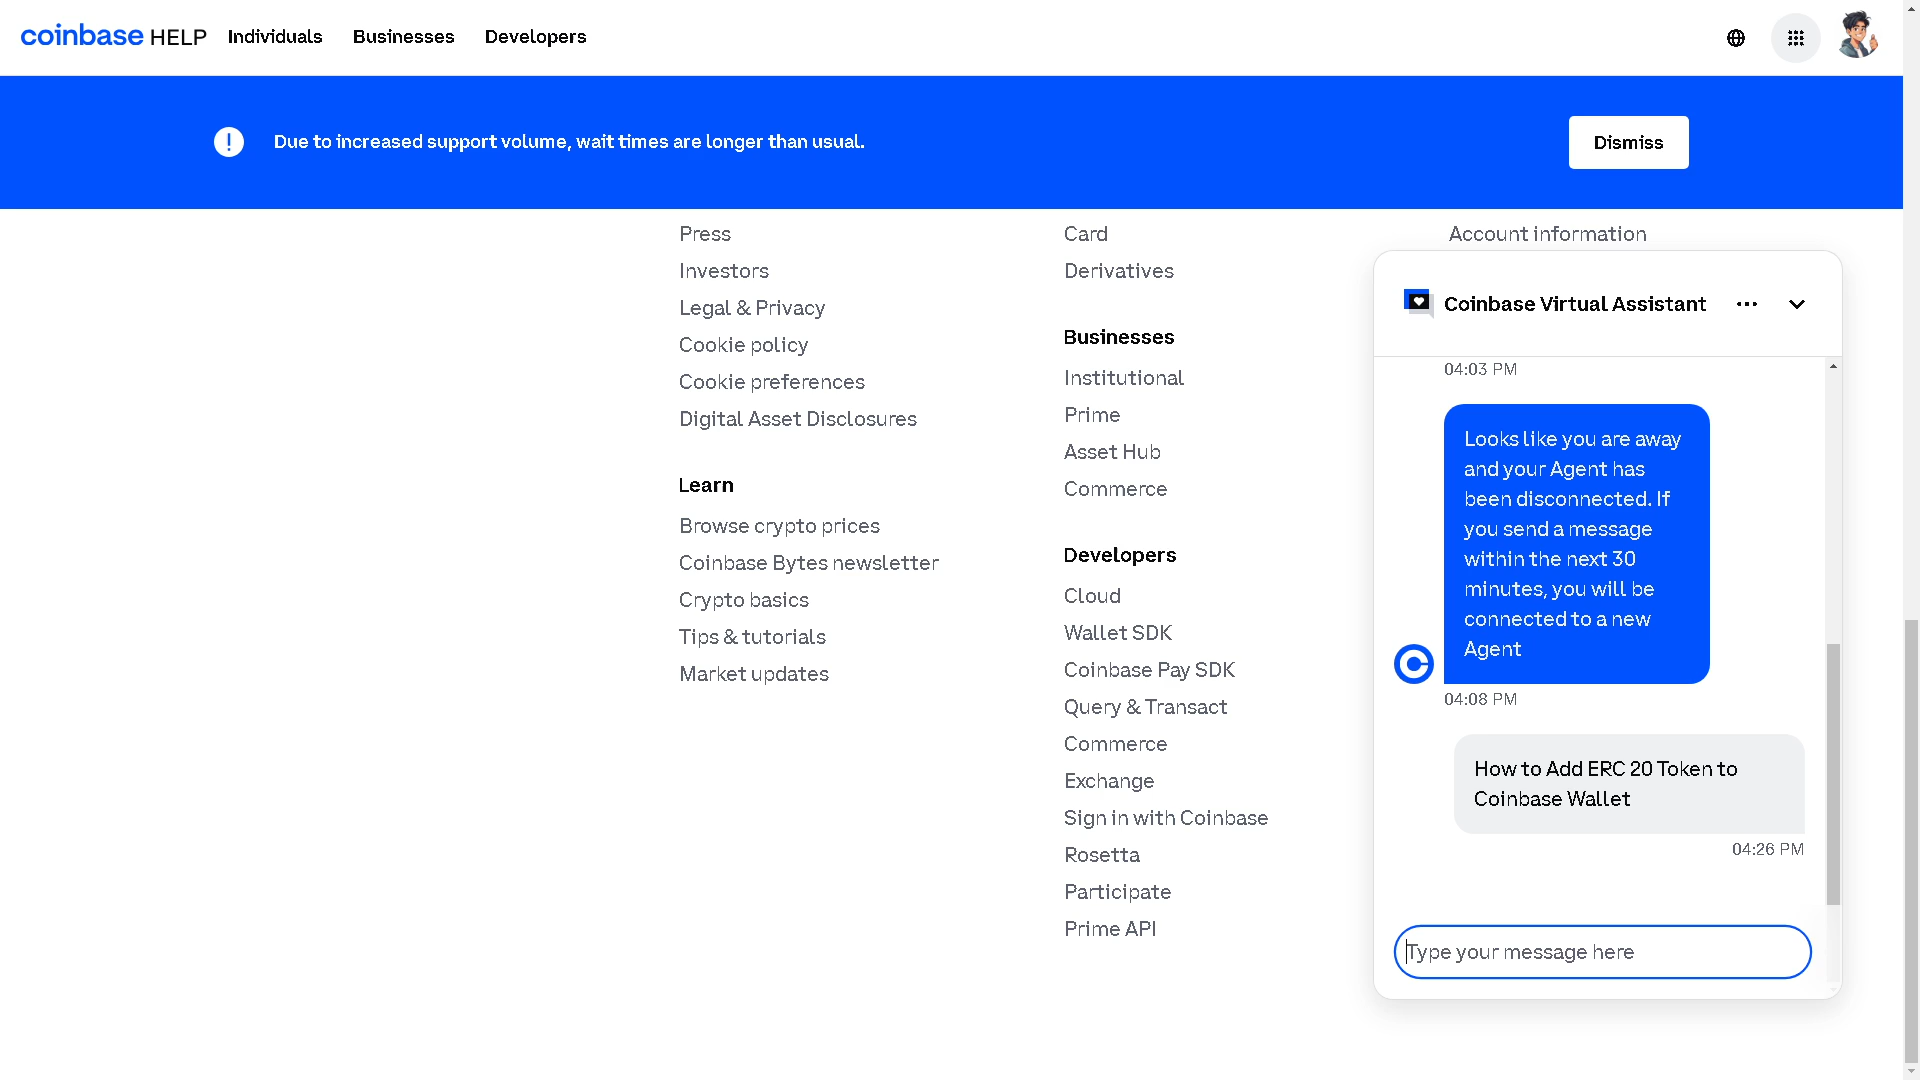 coinbase HELP Individuals Businesses Developers
Due to increased support volume, wait times are longer than usual.
Dismiss
Press
Investors
Legal & Privacy
Cookie policy
Cookie preferences
Digital Asset Disclosures
Learn
Browse crypto prices
Coinbase Bytes newsletter
Crypto basics
Tips & tutorials
Market updates
Card
Derivatives
Businesses
Institutional
Prime
Asset Hub
Commerce
Developers
Cloud
Wallet SDK
Coinbase Pay SDK
Query & Transact
Commerce
Exchange
Sign in with Coinbase
Rosetta
Participate
Prime API
Account information
Coinbase Virtual Assistant
04:03 PM
Looks like you are away
and your Agent has
been disconnected. If
you send a message
within the next 30
minutes, you will be
connected to a new
Agent
04:08 PM
How to Add ERC 20 Token to
Coinbase Wallet
04:26 PM
Type your message here